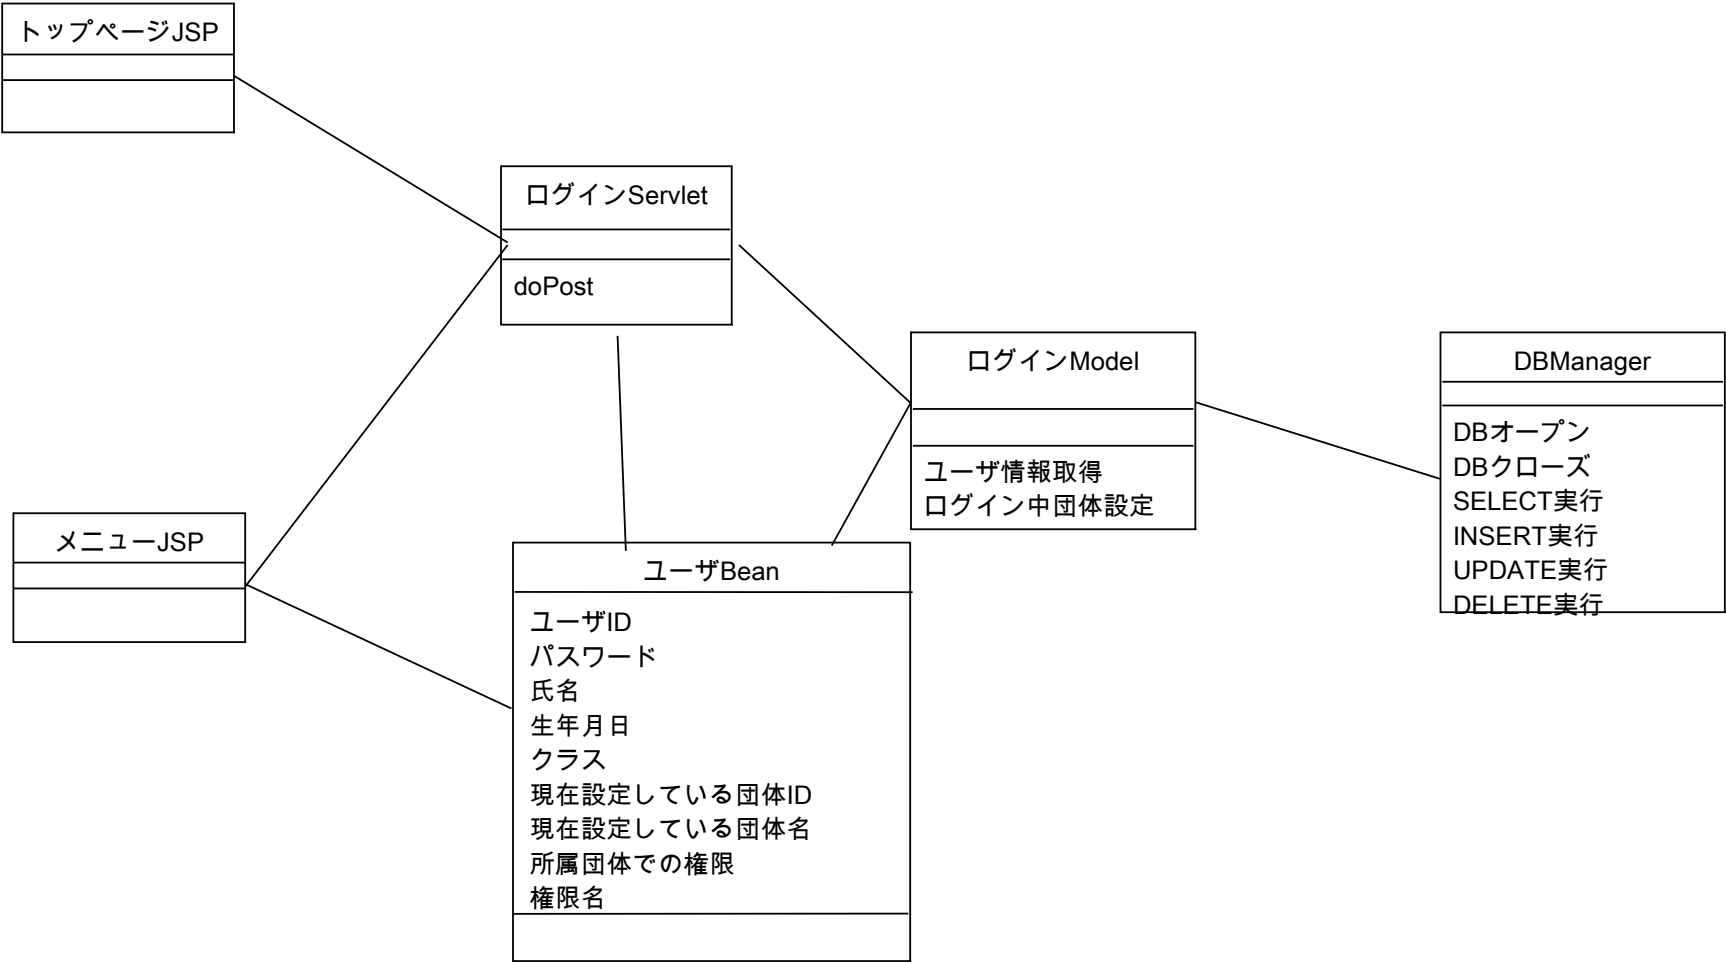 トップページJSP
ログインServlet
doPost
ログインModel
ユーザ情報取得
ログイン中団体設定
DBManager
DBオープン
DBクローズ
SELECT実行
INSERT実行
UPDATE実行
DELETE実行
メニューJSP
ユーザBean
ユーザID
パスワード
氏名
生年月日
クラス
現在設定している団体ID
現在設定している団体名
所属団体での権限
権限名